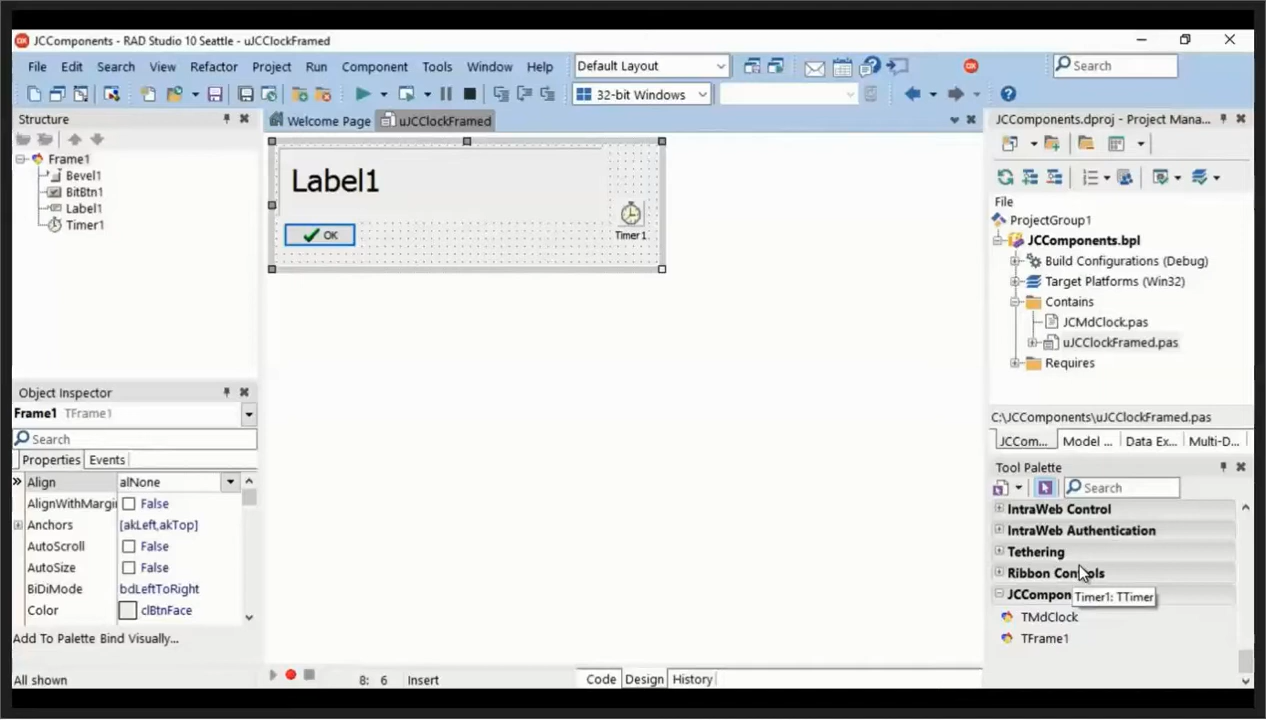 JCComponents - RAD Studio 10 Seattle - uJCClockFramed
File Edit Search View Refactor Project Run Component Tools Window Help
Default Layout
Search
32-bit Windows
Structure
Frame1
Bevel1
BitBtn1
Label1
Timer1
Welcome Page
uJCClockFramed
Label1
OK
Timer1
Object Inspector
Frame1 TFrame1
Search
Properties Events
Align alNone
AlignWithMargi False
Anchors [akLeft,akTop]
AutoScroll False
AutoSize False
BiDiMode bdLeftToRight
Color clBtnFace
Add To Palette Bind Visually...
All shown
8: 6 Insert
Code Design History
JCComponents.dproj - Project Mana...
File
ProjectGroup1
JCComponents.bpl
Build Configurations (Debug)
Target Platforms (Win32)
Contains
JCMdClock.pas
uJCClockFramed.pas
Requires
C:\JCComponents\uJCClockFramed.pas
JCCom... Model ... Data Ex... Multi-D...
Tool Palette
Search
IntraWeb Control
IntraWeb Authentication
Tethering
Ribbon Controls
JCCompon
Timer1: TTimer
TMdClock
TFrame1